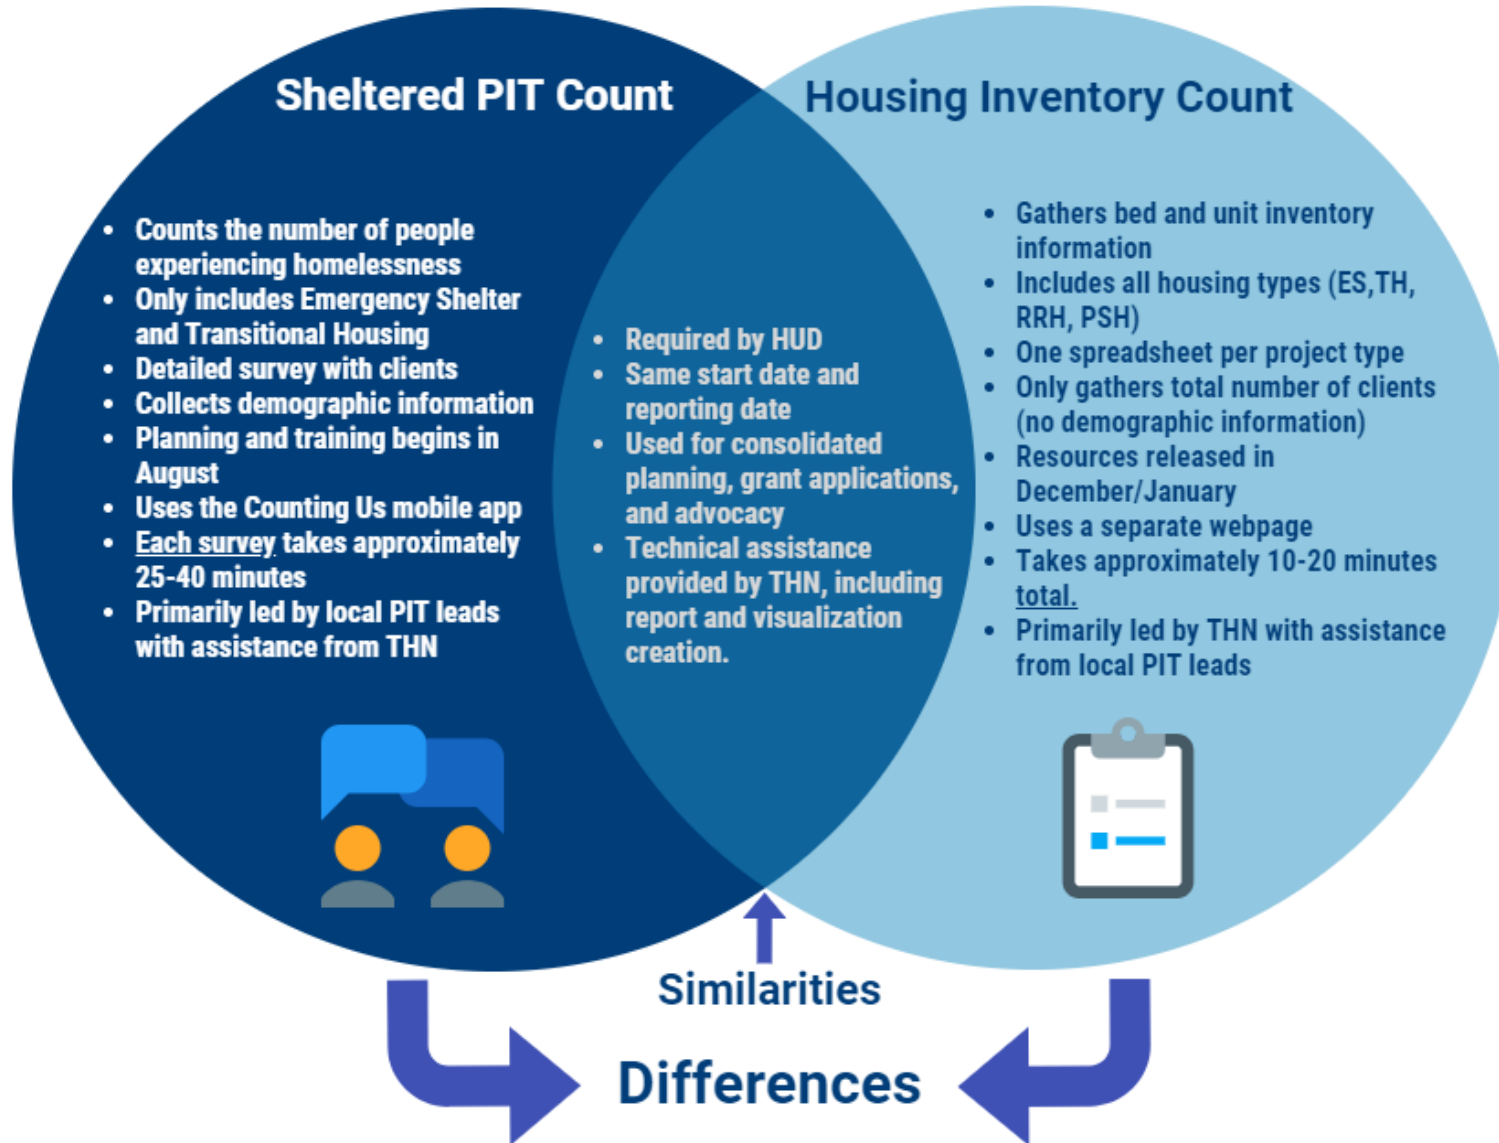 Sheltered PIT Count
• Counts the number of people
experiencing homelessness
• Only includes Emergency Shelter
and Transitional Housing
• Detailed survey with clients
• Collects demographic information
• Planning and training begins in
August
• Uses the Counting Us mobile app
• Each survey takes approximately
25-40 minutes
• Primarily led by local PIT leads
with assistance from THN
• Required by HUD
• Same start date and
reporting date
• Used for consolidated
planning, grant applications,
and advocacy
• Technical assistance
provided by THN, including
report and visualization
creation.
Housing Inventory Count
• Gathers bed and unit inventory
information
• Includes all housing types (ES,TH,
RRH, PSH)
• One spreadsheet per project type
• Only gathers total number of clients
(no demographic information)
• Resources released in
December/January
• Uses a separate webpage
• Takes approximately 10-20 minutes
total.
• Primarily led by THN with assistance
from local PIT leads
Similarities
Differences